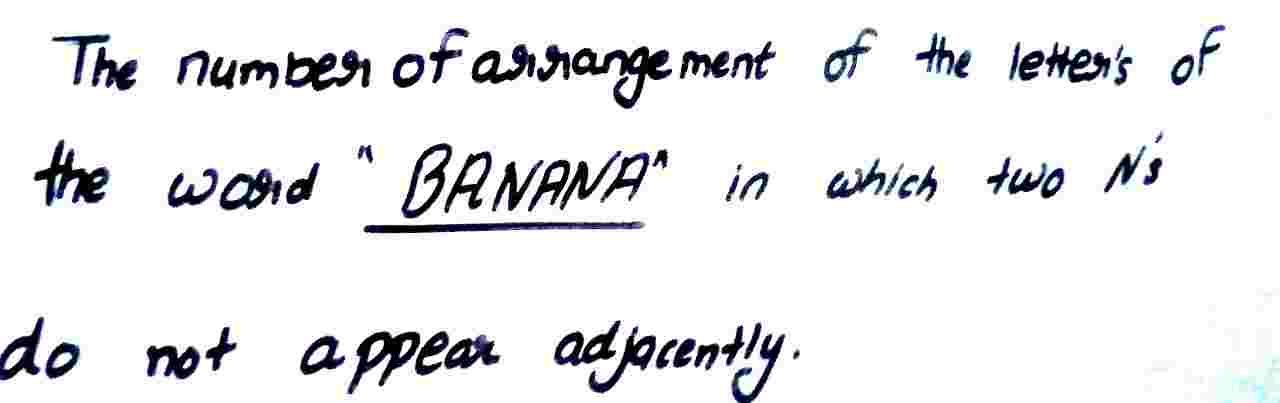 The number of arrangement of the letter's of
the word "BANANA" in which two N's
do not appear adjacently.